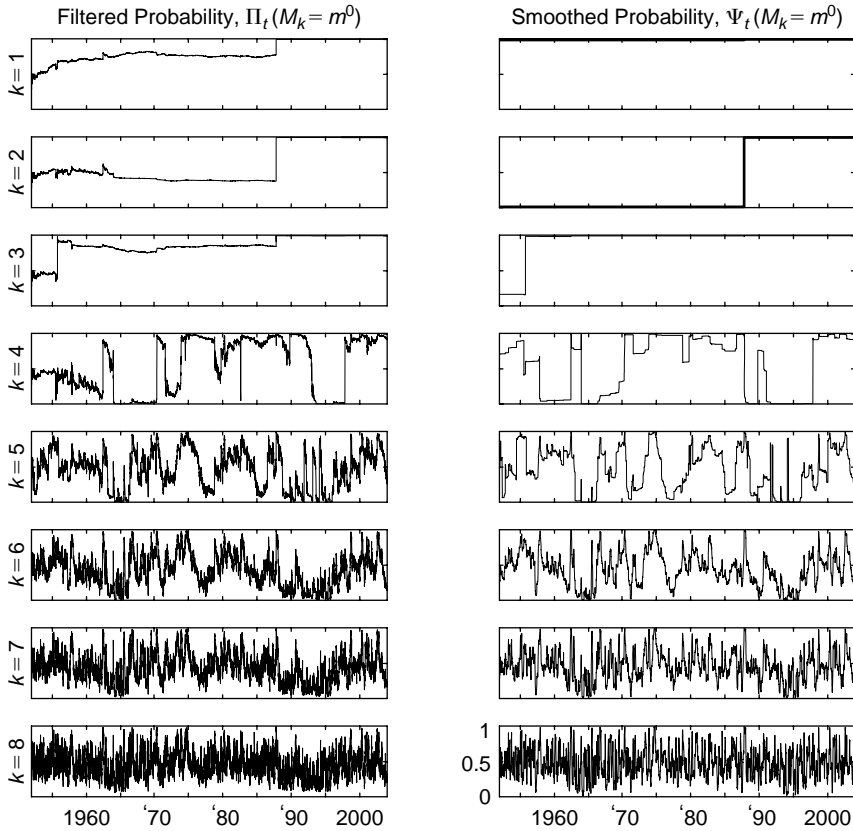 Filtered Probability, Π_t(M_k = m^0)
Smoothed Probability, Ψ_t(M_k = m^0)
k = 1
k = 2
k = 3
k = 4
k = 5
k = 6
k = 7
k = 8
1
0.5
0
1960 ‘70 ‘80 ‘90 2000
1960 ‘70 ‘80 ‘90 2000